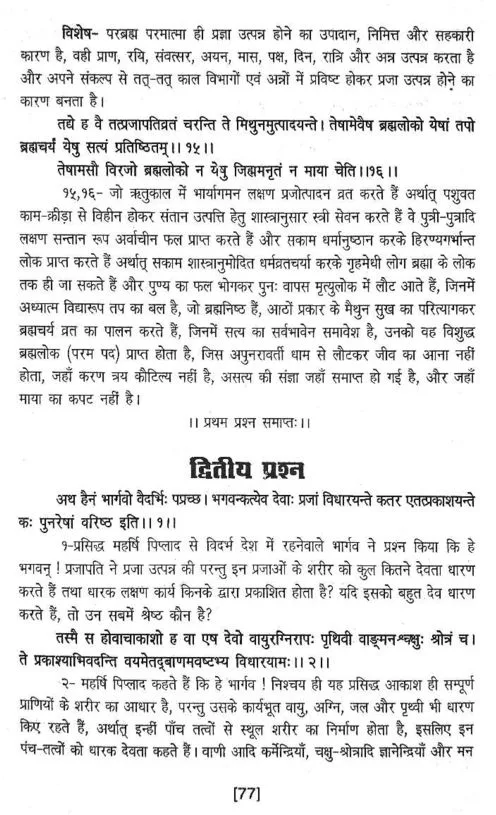 विशेष- परब्रह्म परमात्मा ही प्रज्ञा उत्पन्न होने का उपादान, निमित्त और सहकारी
कारण है, वही प्राण, रयि, संवत्सर, अयन, मास, पक्ष, दिन, रात्रि और अन्न उत्पन्न करता है
और अपने संकल्प से तत्-तत् काल विभागों एवं अन्नों में प्रविष्ट होकर प्रजा उत्पन्न होने का
कारण बनता है।
तद्ये ह वै तत्प्रजापतिव्रतं चरन्ति ते मिथुनमुत्पादयन्ते। तेषामेवैष ब्रह्मलोको येषां तपो
ब्रह्मचर्यं येषु सत्यं प्रतिष्ठितम्।। १५।।
तेषामसौ विरजो ब्रह्मलोको न येषु जिह्ममनृतं न माया चेति।।१६।।
१५,१६- जो ऋतुकाल में भार्यागमन लक्षण प्रजोत्पादन व्रत करते हैं अर्थात् पशुवत
काम-क्रीड़ा से विहीन होकर संतान उत्पत्ति हेतु शास्त्रानुसार स्त्री सेवन करते हैं वे पुत्री-पुत्रादि
लक्षण सन्तान रूप अर्वाचीन फल प्राप्त करते हैं और सकाम धर्मानुष्ठान करके हिरण्यगर्भान्त
लोक प्राप्त करते हैं अर्थात् सकाम शास्त्रानुमोदित धर्मव्रतचर्या करके गृहमेधी लोग ब्रह्मा के लोक
तक ही जा सकते हैं और पुण्य का फल भोगकर पुनः वापस मृत्युलोक में लौट आते हैं, जिनमें
अध्यात्म विद्यारूप तप का बल है, जो ब्रह्मनिष्ठ हैं, आठों प्रकार के मैथुन सुख का परित्यागकर
ब्रह्मचर्य व्रत का पालन करते हैं, जिनमें सत्य का सर्वभावेन समावेश है, उनको वह विशुद्ध
ब्रह्मलोक (परम पद) प्राप्त होता है, जिस अपुनरावर्ती धाम से लौटकर जीव का आना नहीं
होता, जहाँ करण त्रय कौटिल्य नहीं है, असत्य की संज्ञा जहाँ समाप्त हो गई है, और जहाँ
माया का कपट नहीं है।
।। प्रथम प्रश्न समाप्तः।।
द्वितीय प्रश्न
अथ हैनं भार्गवो वैदर्भिः पप्रच्छ। भगवन्कत्येव देवाः प्रजां विधारयन्ते कतर एतत्प्रकाशयन्ते
कः पुनरेषां वरिष्ठ इति।। १।।
१-प्रसिद्ध महर्षि पिप्लाद से विदर्भ देश में रहनेवाले भार्गव ने प्रश्न किया कि हे
भगवन् ! प्रजापति ने प्रजा उत्पन्न की परन्तु इन प्रजाओं के शरीर को कुल कितने देवता धारण
करते हैं तथा धारक लक्षण कार्य किनके द्वारा प्रकाशित होता है? यदि इसको बहुत देव धारण
करते हैं, तो उन सबमें श्रेष्ठ कौन है?
तस्मै स होवाचाकाशो ह वा एष देवो वायुरग्निरापः पृथिवी वाङ्मनश्चक्षुः श्रोत्रं च।
ते प्रकाश्याभिवदन्ति वयमेतद्बाणमवष्टभ्य विधारयामः।। २।।
२- महर्षि पिप्लाद कहते हैं कि हे भार्गव ! निश्चय ही यह प्रसिद्ध आकाश ही सम्पूर्ण
प्राणियों के शरीर का आधार है, परन्तु उसके कार्यभूत वायु, अग्नि, जल और पृथ्वी भी धारण
किए रहते हैं, अर्थात् इन्हीं पाँच तत्वों से स्थूल शरीर का निर्माण होता है, इसलिए इन
पंच-तत्वों को धारक देवता कहते हैं। वाणी आदि कर्मेन्द्रियाँ, चक्षु-श्रोत्रादि ज्ञानेन्द्रियाँ और मन
[77]